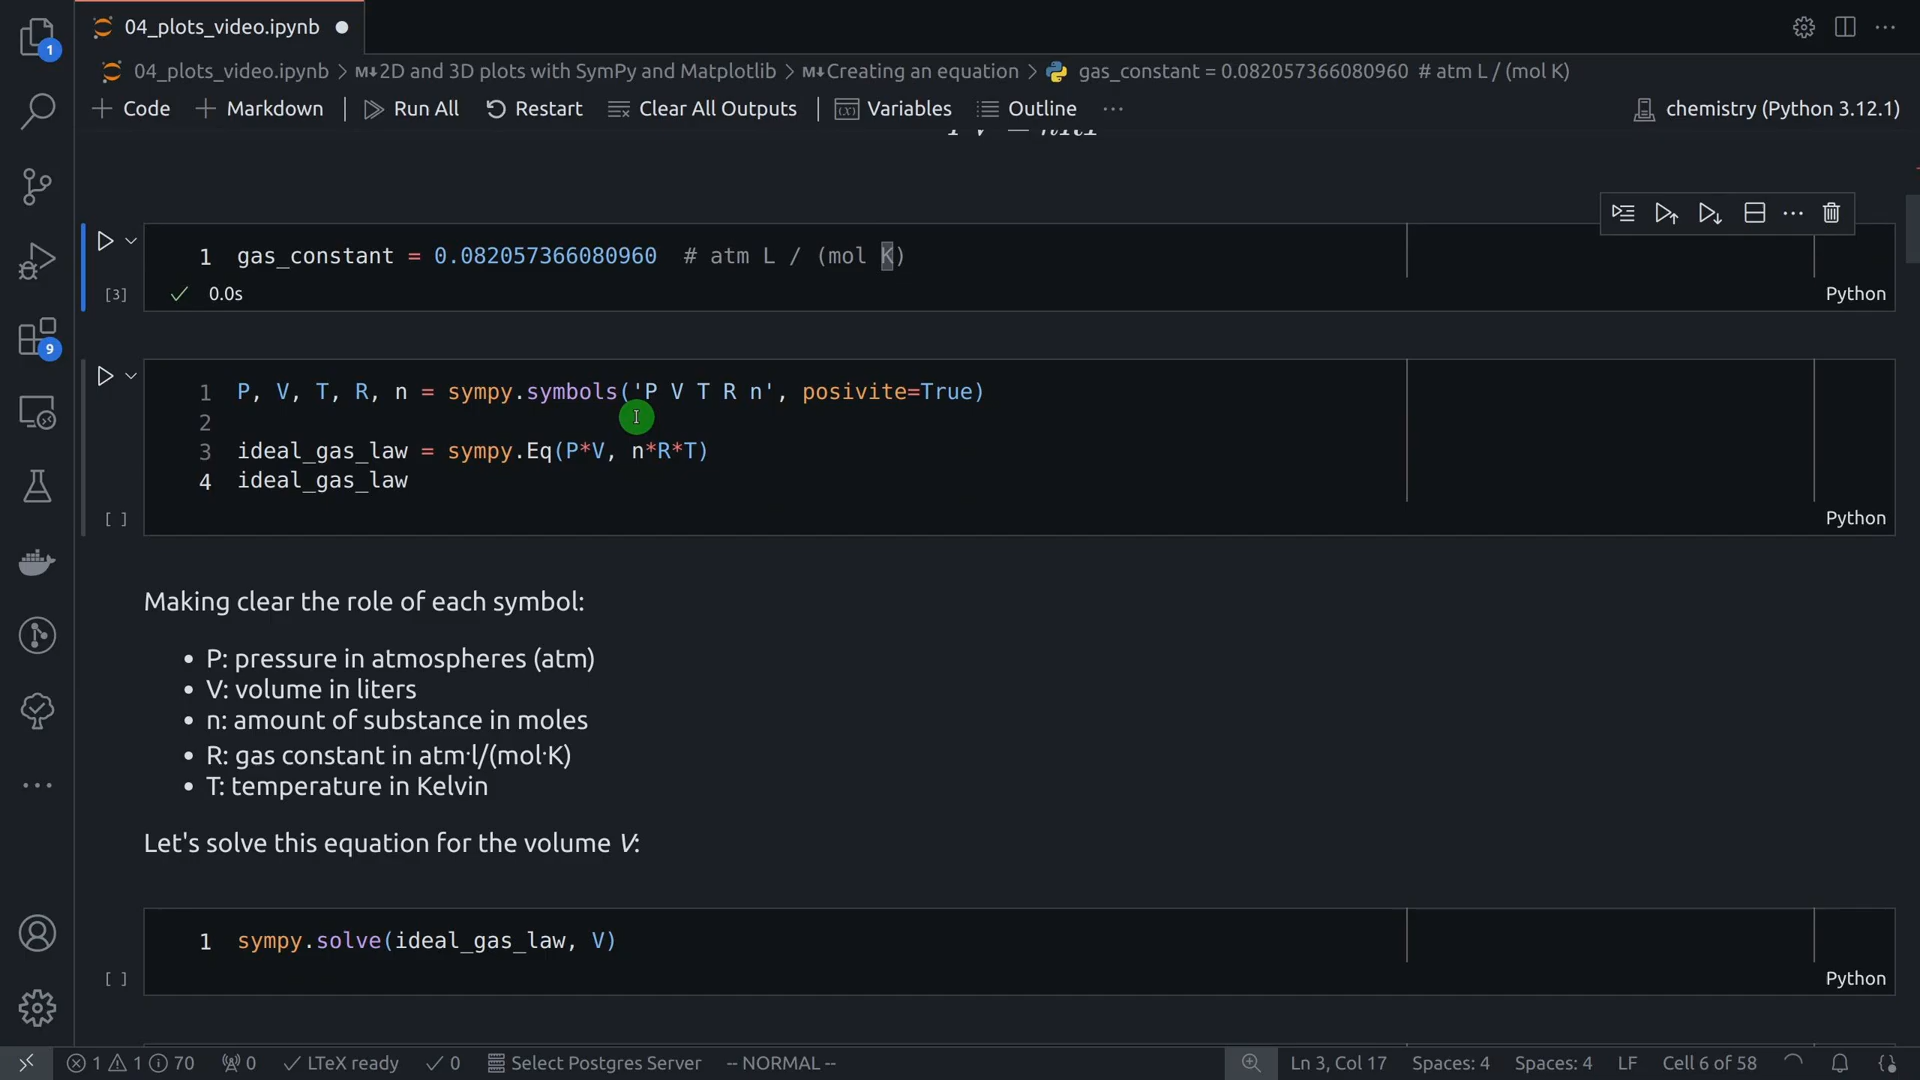 04_plots_video.ipynb
04_plots_video.ipynb > M↓2D and 3D plots with SymPy and Matplotlib > M↓Creating an equation > gas_constant = 0.082057366080960 # atm L / (mol K)
Code Markdown Run All Restart Clear All Outputs Variables Outline ··· chemistry (Python 3.12.1)
1 gas_constant = 0.082057366080960 # atm L / (mol K)
[3] 0.0s Python
1 P, V, T, R, n = sympy.symbols('P V T R n', posivite=True)
2
3 ideal_gas_law = sympy.Eq(P*V, n*R*T)
4 ideal_gas_law
[ ] Python
Making clear the role of each symbol:
• P: pressure in atmospheres (atm)
• V: volume in liters
• n: amount of substance in moles
• R: gas constant in atm·l/(mol·K)
• T: temperature in Kelvin
Let's solve this equation for the volume V:
1 sympy.solve(ideal_gas_law, V)
[ ] Python
1
9
1 1 70 0 LTeX ready 0 Select Postgres Server -- NORMAL -- Ln 3, Col 17 Spaces: 4 Spaces: 4 LF Cell 6 of 58